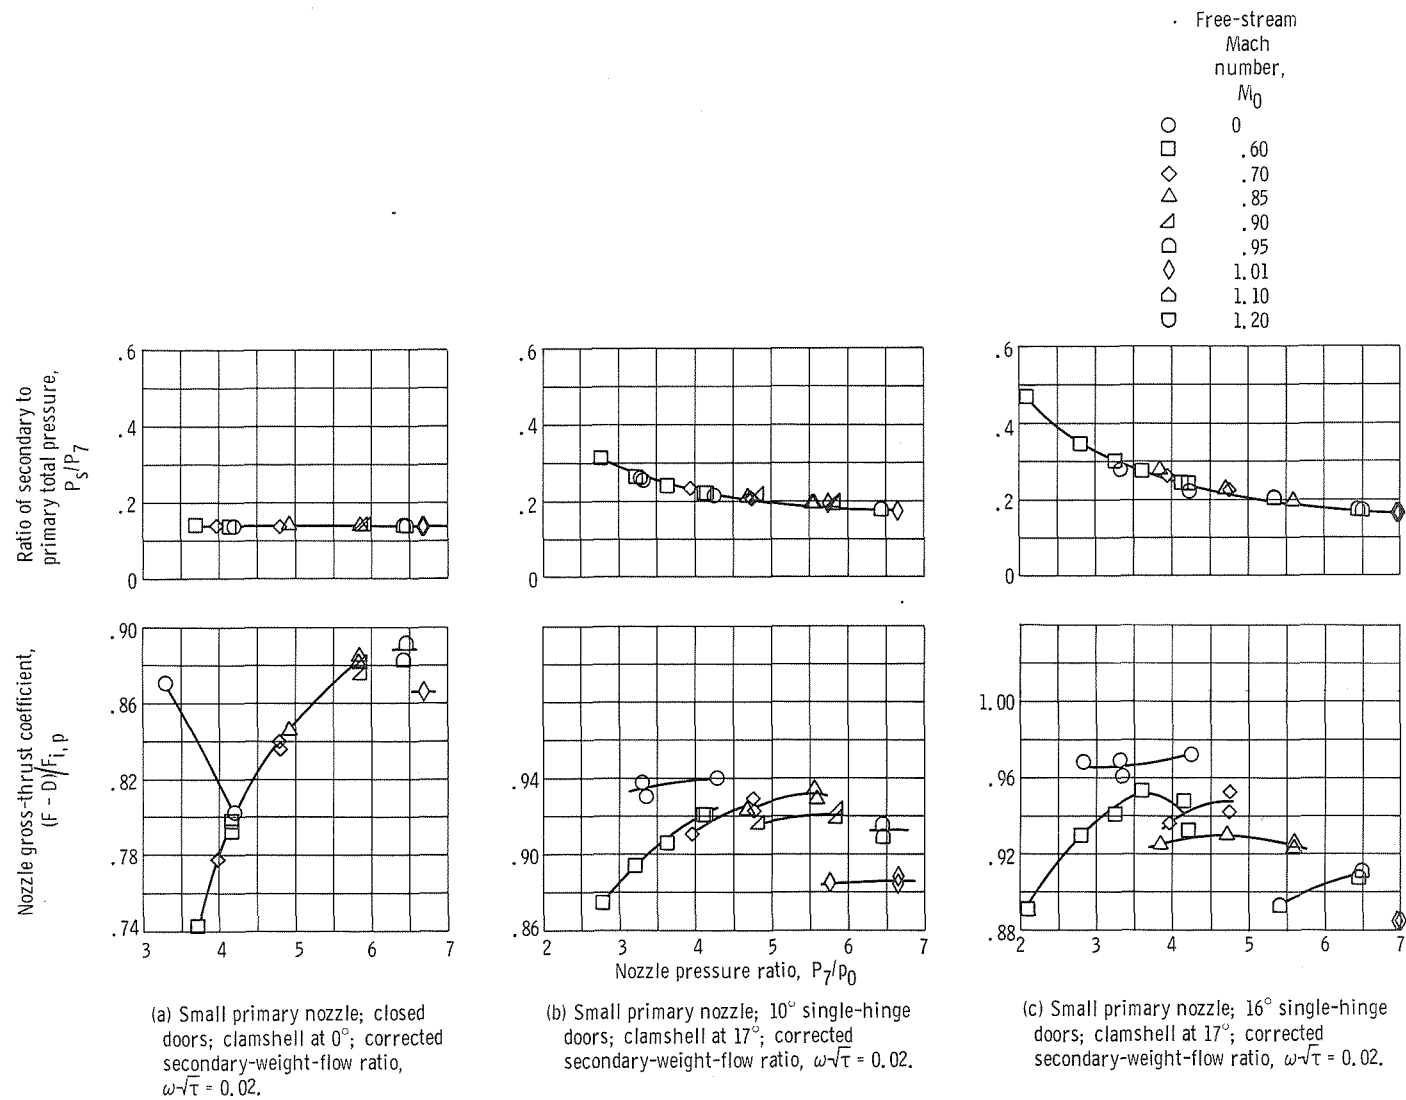 Free-stream
Mach
number,
M0
0
.60
.70
.85
.90
.95
1.01
1.10
1.20
Ratio of secondary to
primary total pressure,
Ps/P7
.6
.4
.2
0
.6
.4
.2
0
.6
.4
.2
0
Nozzle gross-thrust coefficient,
(F - D)/Fi, p
.90
.86
.82
.78
.74
3 4 5 6 7
.94
.90
.86
2 3 4 5 6 7
1.00
.96
.92
.88
2 3 4 5 6 7
Nozzle pressure ratio, P7/p0
(a) Small primary nozzle; closed
doors; clamshell at 0°; corrected
secondary-weight-flow ratio,
ω√τ = 0.02.
(b) Small primary nozzle; 10° single-hinge
doors; clamshell at 17°; corrected
secondary-weight-flow ratio, ω√τ = 0.02.
(c) Small primary nozzle; 16° single-hinge
doors; clamshell at 17°; corrected
secondary-weight-flow ratio, ω√τ = 0.02.